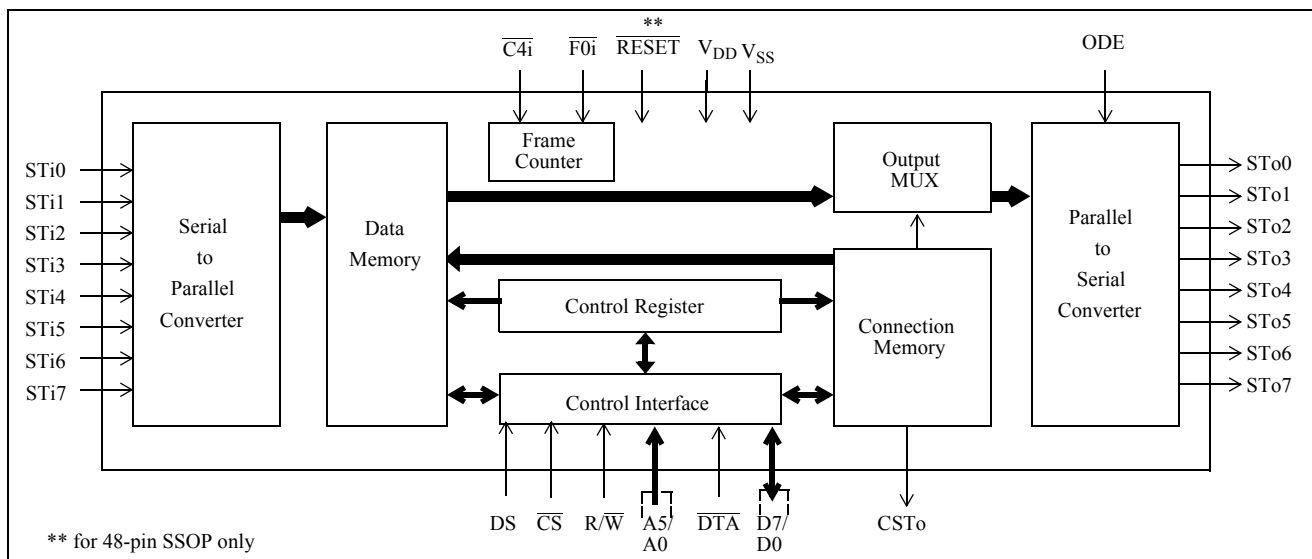 **
C4i F0i RESET VDD VSS ODE
Frame
Counter
Output
MUX
STi0
STi1
STi2
STi3
STi4
STi5
STi6
STi7
Serial
to
Parallel
Converter
Data
Memory
Control Register
Control Interface
Connection
Memory
Parallel
to
Serial
Converter
STo0
STo1
STo2
STo3
STo4
STo5
STo6
STo7
DS CS R/W A5/ DTA D7/ CSTo
A0 D0
** for 48-pin SSOP only